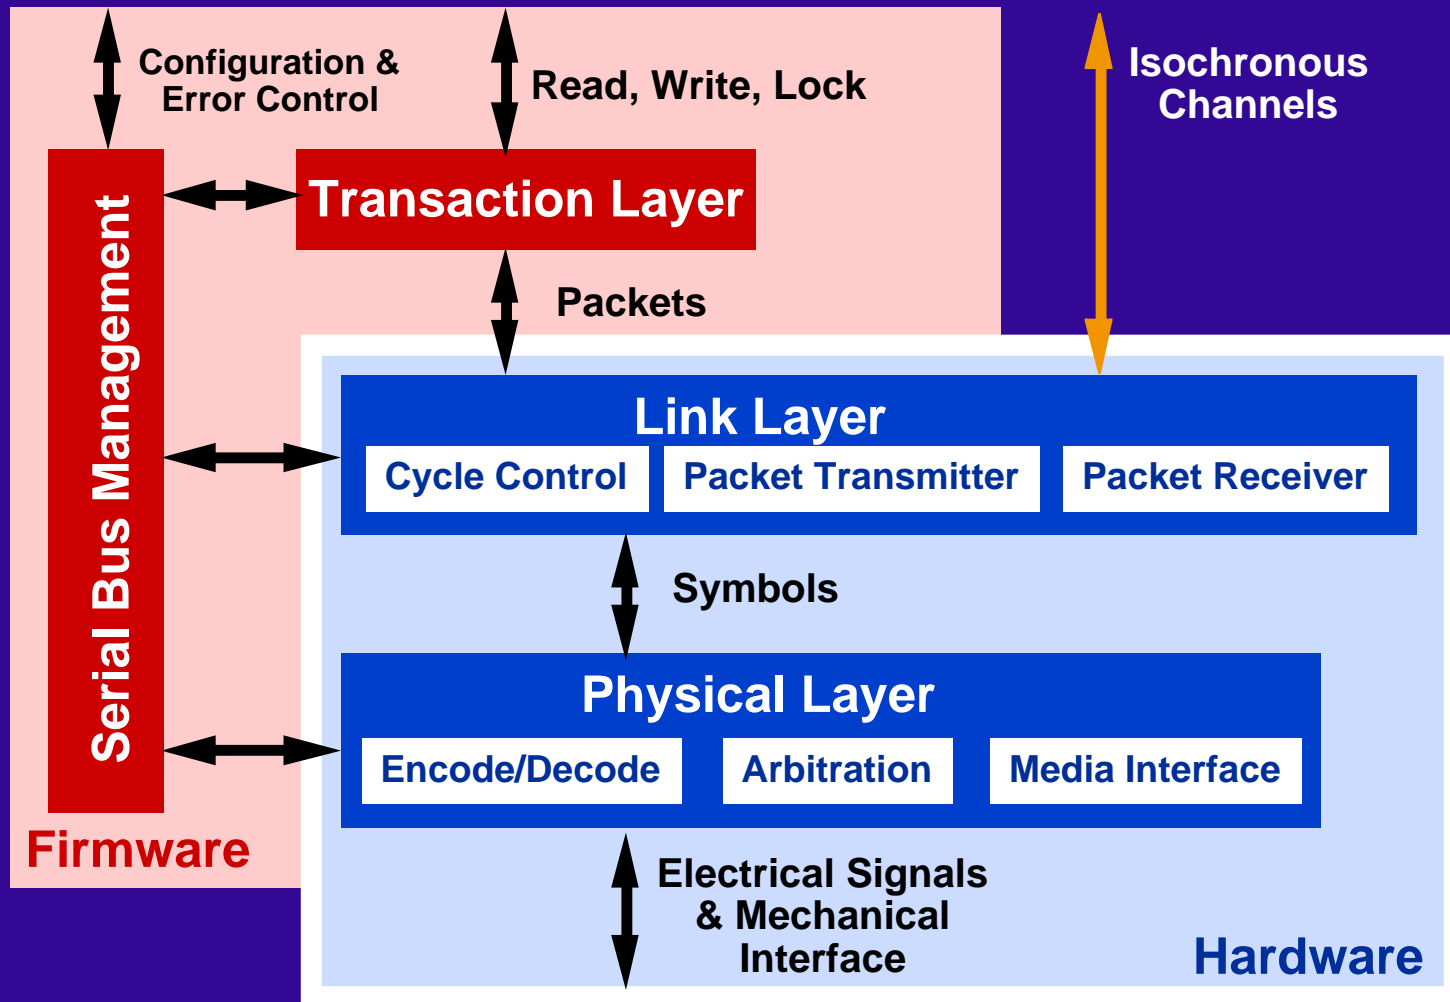 Configuration &
Error Control
Read, Write, Lock
Isochronous
Channels
Transaction Layer
Serial Bus Management
Packets
Link Layer
Cycle Control
Packet Transmitter
Packet Receiver
Symbols
Physical Layer
Encode/Decode
Arbitration
Media Interface
Firmware
Electrical Signals
& Mechanical
Interface
Hardware